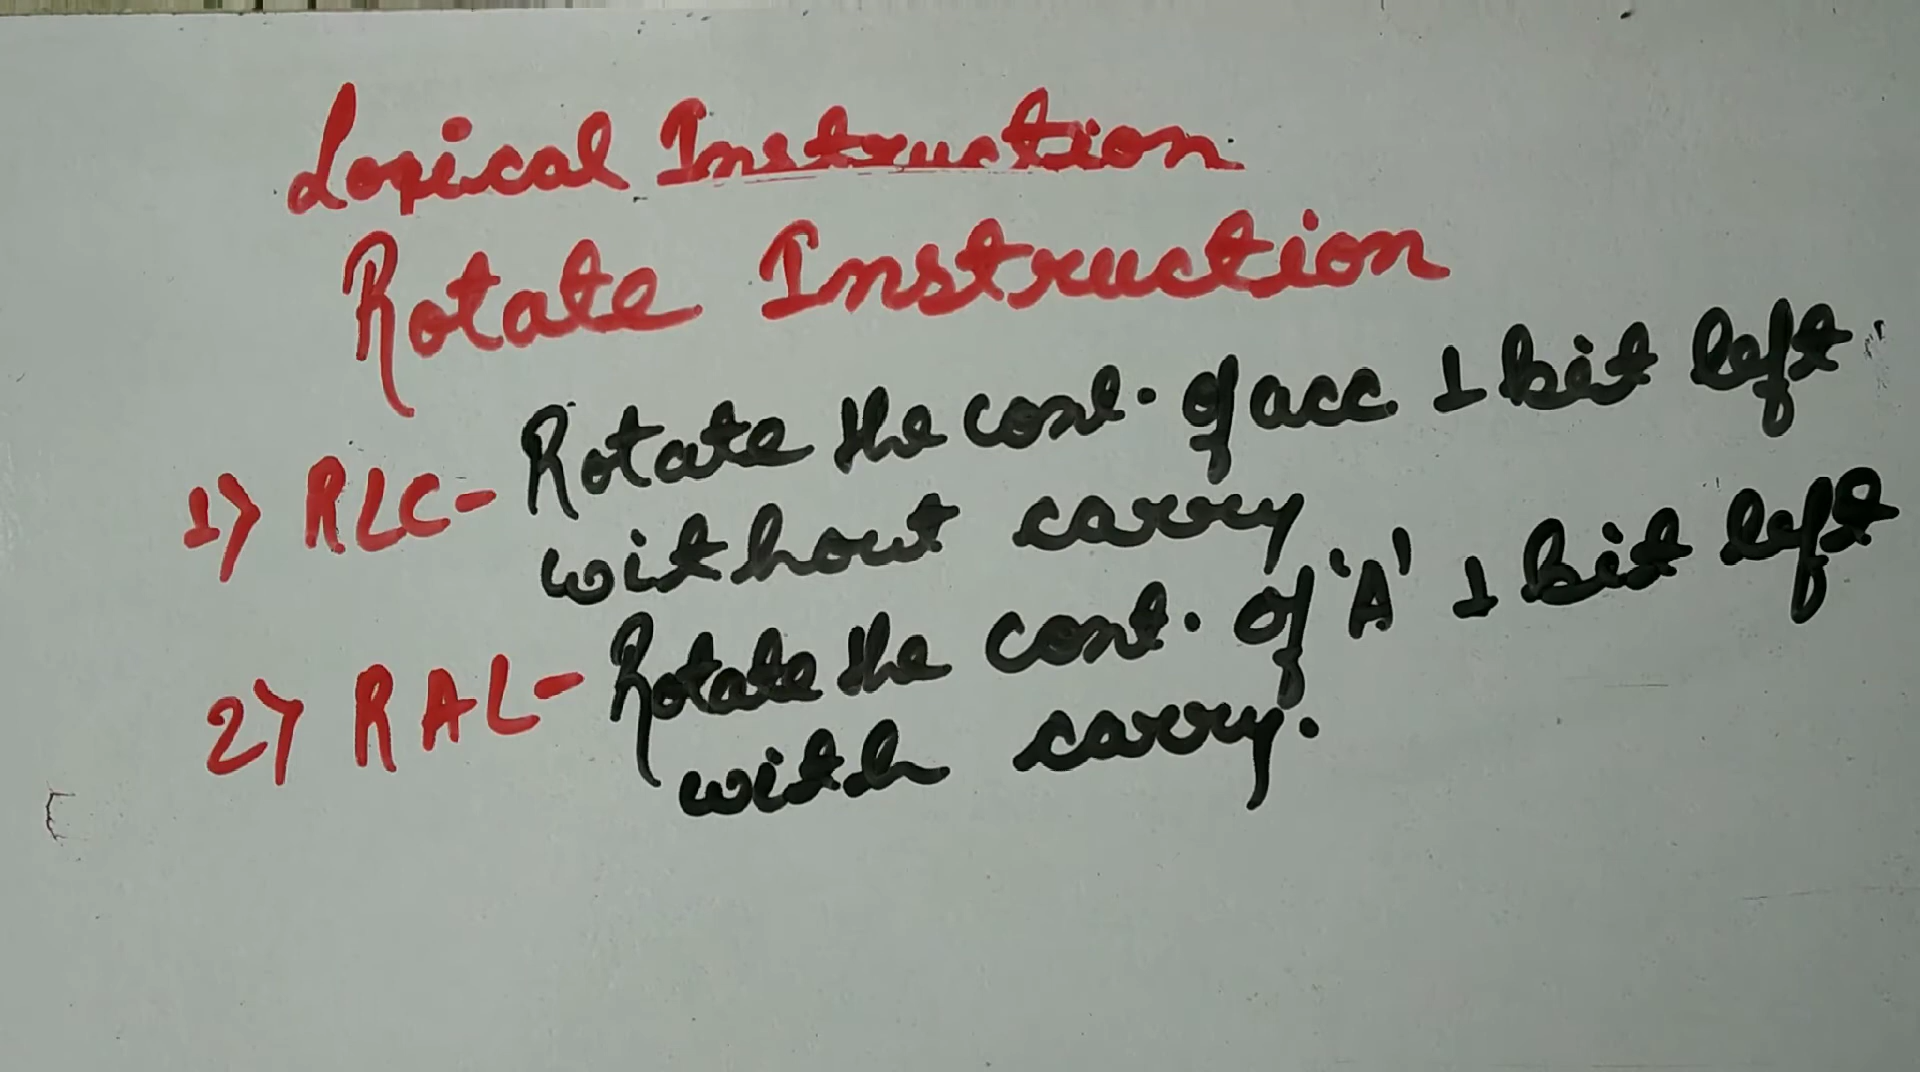 Logical Instruction
Rotate Instruction
1) RLC- Rotate the cont. of acc. 1 bit left
without carry
2) RAL- Rotate the cont. of 'A' 1 bit left
with carry.